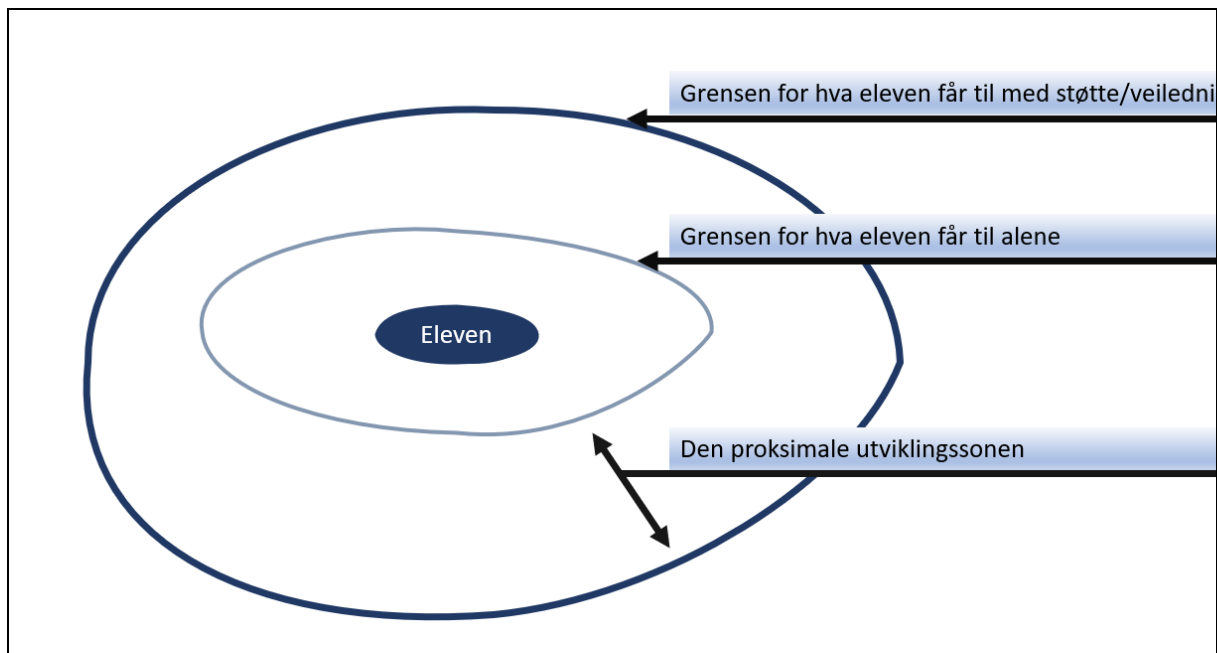 Grensen for hva eleven får til med støtte/veiledni
Grensen for hva eleven får til alene
Eleven
Den proksimale utviklingssonen